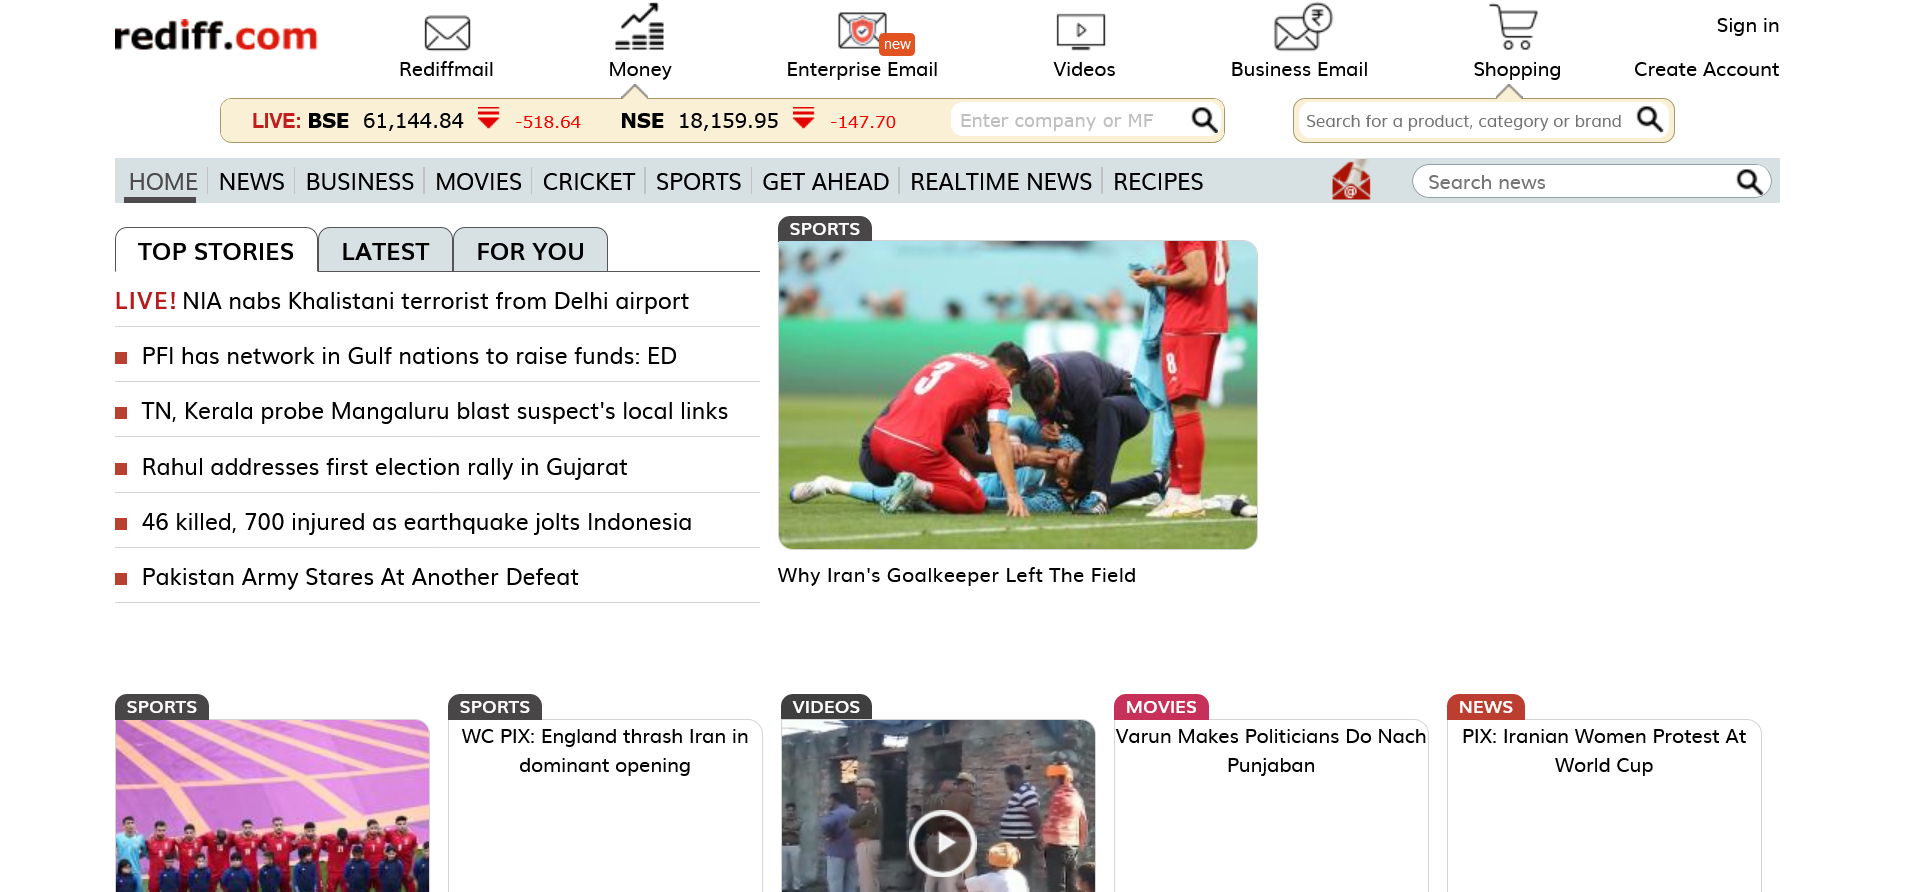 rediff.com
Rediffmail
Money
new
Enterprise Email
Videos
₹
Business Email
Shopping
Sign in
Create Account
LIVE: BSE 61,144.84 -518.64 NSE 18,159.95 -147.70
Enter company or MF
Search for a product, category or brand
HOME NEWS BUSINESS MOVIES CRICKET SPORTS GET AHEAD REALTIME NEWS RECIPES
@
Search news
TOP STORIES LATEST FOR YOU
LIVE! NIA nabs Khalistani terrorist from Delhi airport
PFI has network in Gulf nations to raise funds: ED
TN, Kerala probe Mangaluru blast suspect's local links
Rahul addresses first election rally in Gujarat
46 killed, 700 injured as earthquake jolts Indonesia
Pakistan Army Stares At Another Defeat
SPORTS
8
3
8
Why Iran's Goalkeeper Left The Field
SPORTS
SPORTS
WC PIX: England thrash Iran in
dominant opening
VIDEOS
MOVIES
Varun Makes Politicians Do Nach
Punjaban
NEWS
PIX: Iranian Women Protest At
World Cup